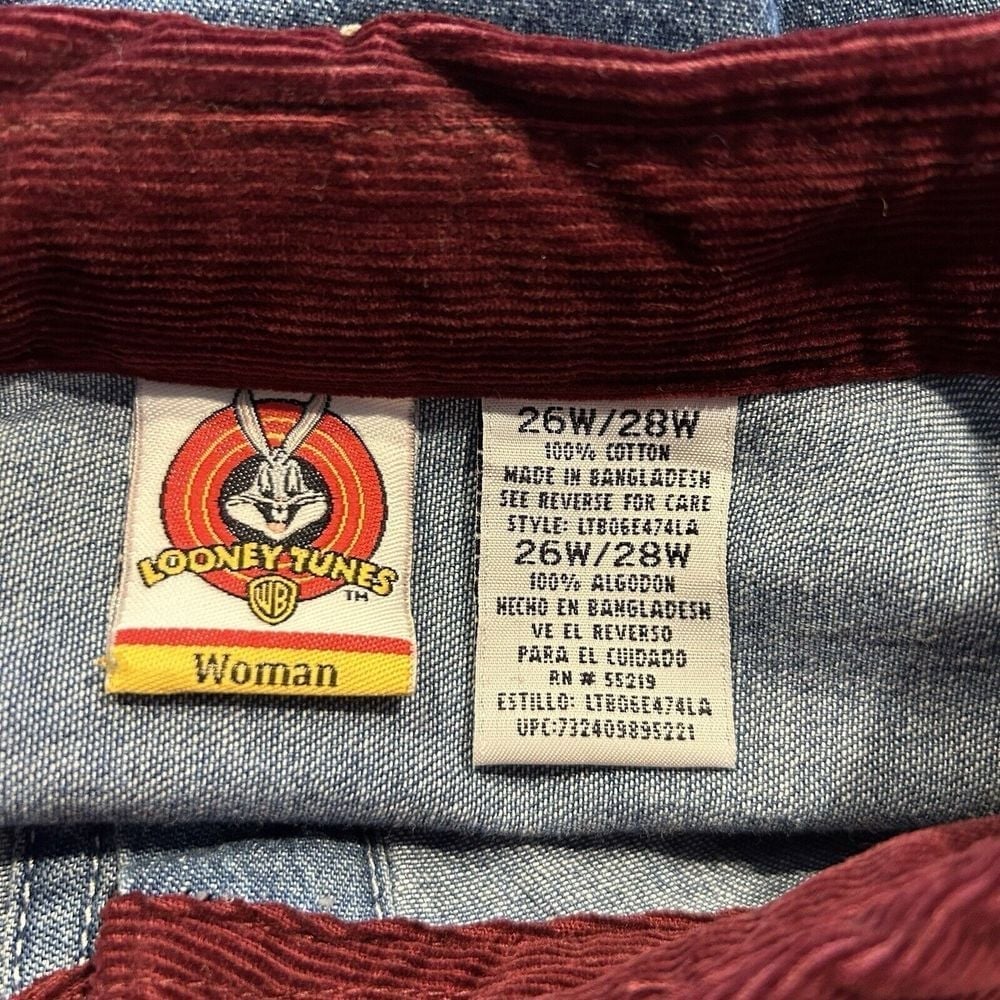 LOONEY TUNES
WB
TM
Woman
26W/28W
100% COTTON
MADE IN BANGLADESH
SEE REVERSE FOR CARE
STYLE: LTB06E474LA
26W/28W
100% ALGODON
HECHO EN BANGLADESH
VE EL REVERSO
PARA EL CUIDADO
RN # 55219
ESTILLO: LTB06E474LA
UPC:732409895221